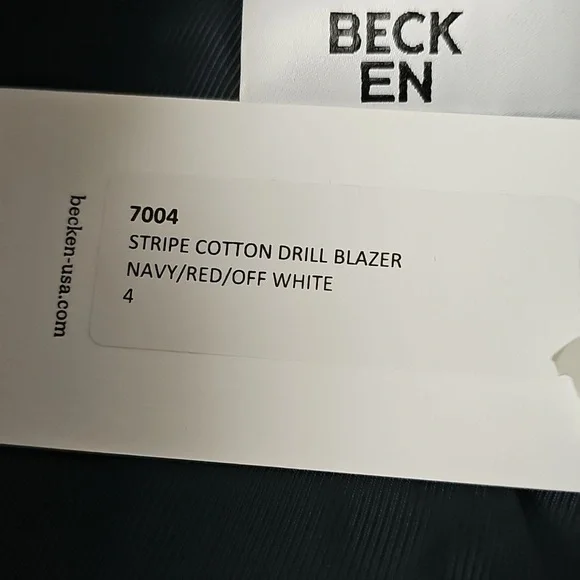 BECK
EN
becken-usa.com
7004
STRIPE COTTON DRILL BLAZER
NAVY/RED/OFF WHITE
4